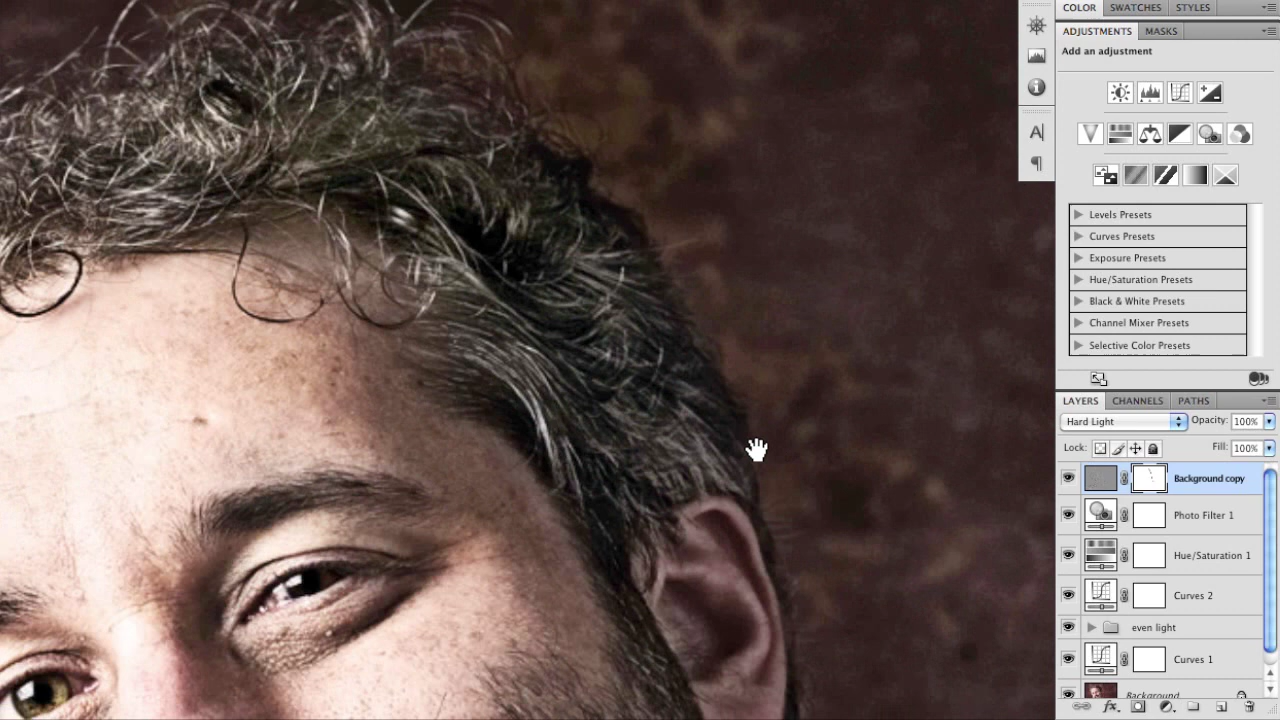 COLOR SWATCHES STYLES
ADJUSTMENTS MASKS
Add an adjustment
Levels Presets
Curves Presets
Exposure Presets
Hue/Saturation Presets
Black & White Presets
Channel Mixer Presets
Selective Color Presets
LAYERS CHANNELS PATHS
Hard Light Opacity: 100%
Lock: Fill: 100%
Background copy
Photo Filter 1
Hue/Saturation 1
Curves 2
even light
Curves 1
Background
fx